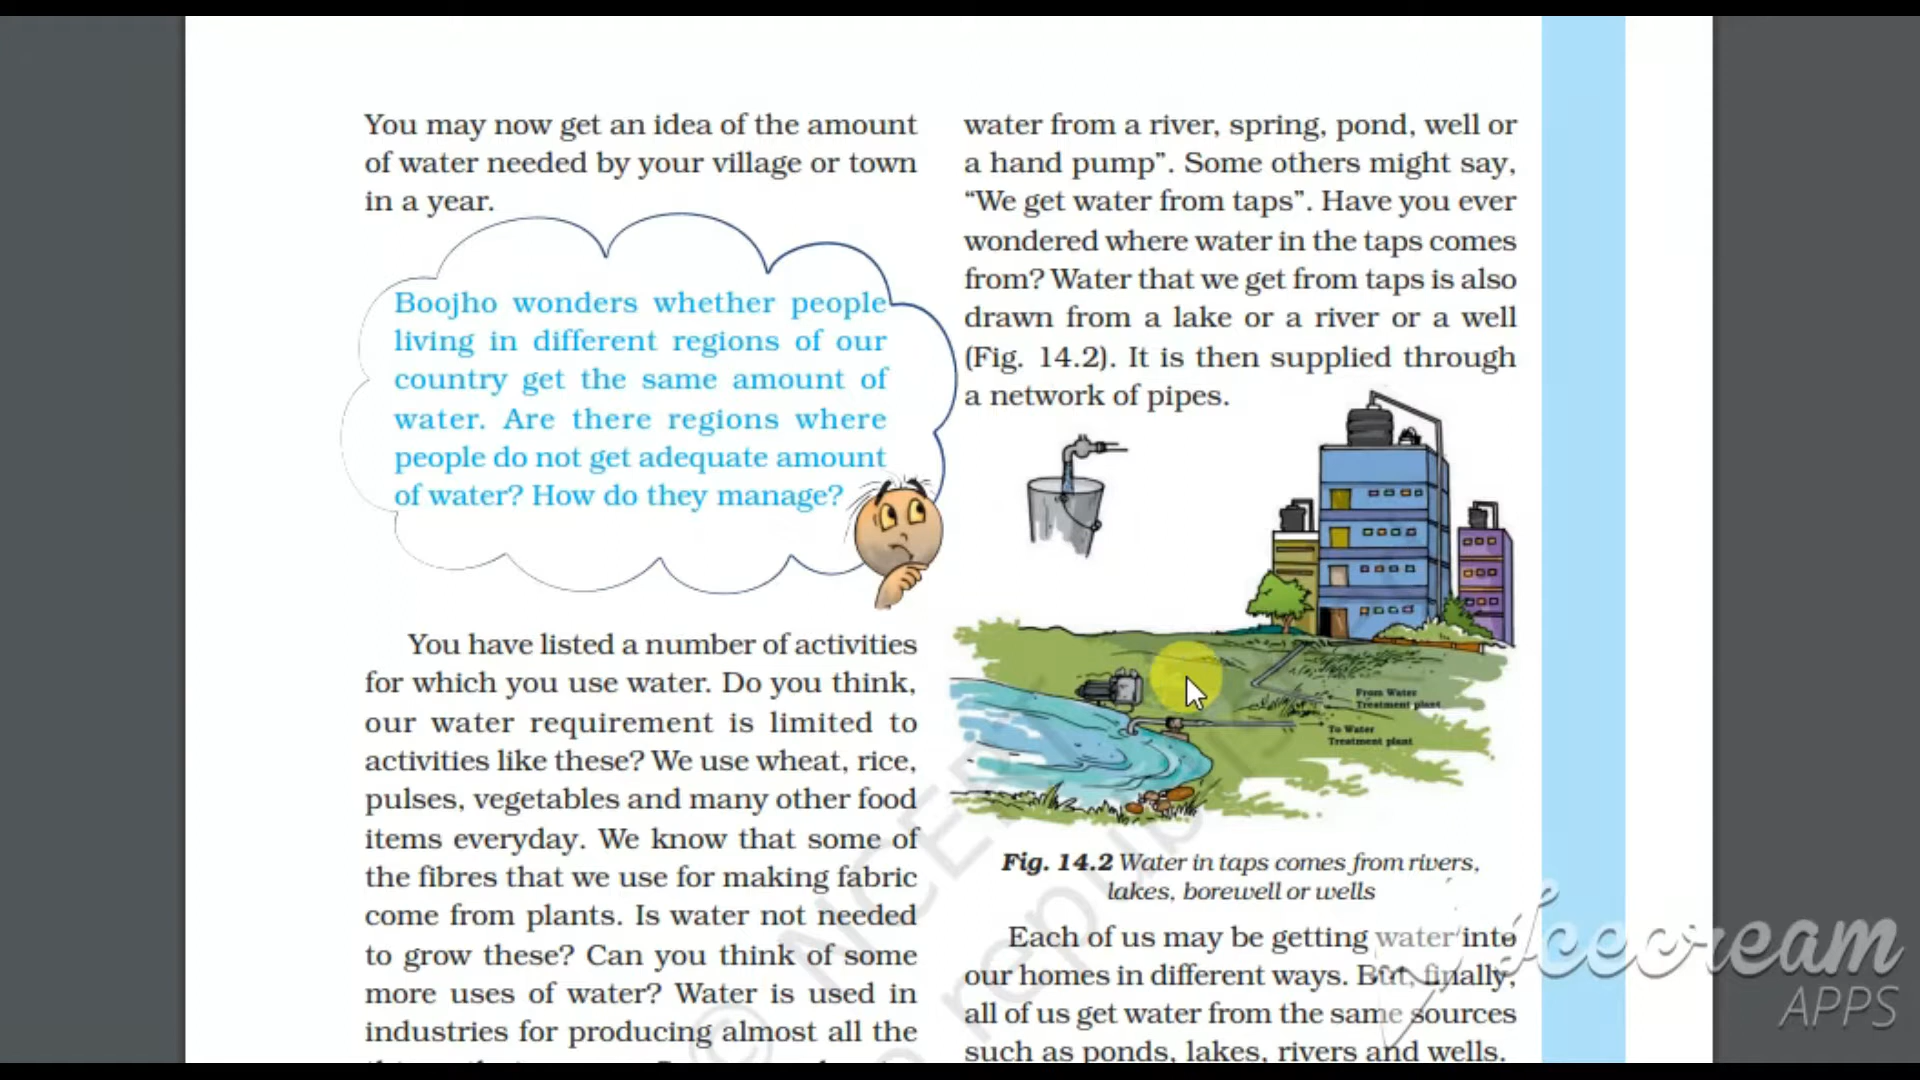 You may now get an idea of the amount
of water needed by your village or town
in a year.
Boojho wonders whether people
living in different regions of our
country get the same amount of
water. Are there regions where
people do not get adequate amount
of water? How do they manage?
You have listed a number of activities
for which you use water. Do you think,
our water requirement is limited to
activities like these? We use wheat, rice,
pulses, vegetables and many other food
items everyday. We know that some of
the fibres that we use for making fabric
come from plants. Is water not needed
to grow these? Can you think of some
more uses of water? Water is used in
industries for producing almost all the
water from a river, spring, pond, well or
a hand pump”. Some others might say,
“We get water from taps”. Have you ever
wondered where water in the taps comes
from? Water that we get from taps is also
drawn from a lake or a river or a well
(Fig. 14.2). It is then supplied through
a network of pipes.
From Water
Treatment plant
To Water
Treatment plant
Fig. 14.2 Water in taps comes from rivers,
lakes, borewell or wells
Each of us may be getting water into
our homes in different ways. But, finally,
all of us get water from the same sources
such as ponds, lakes, rivers and wells.
Icecream
APPS